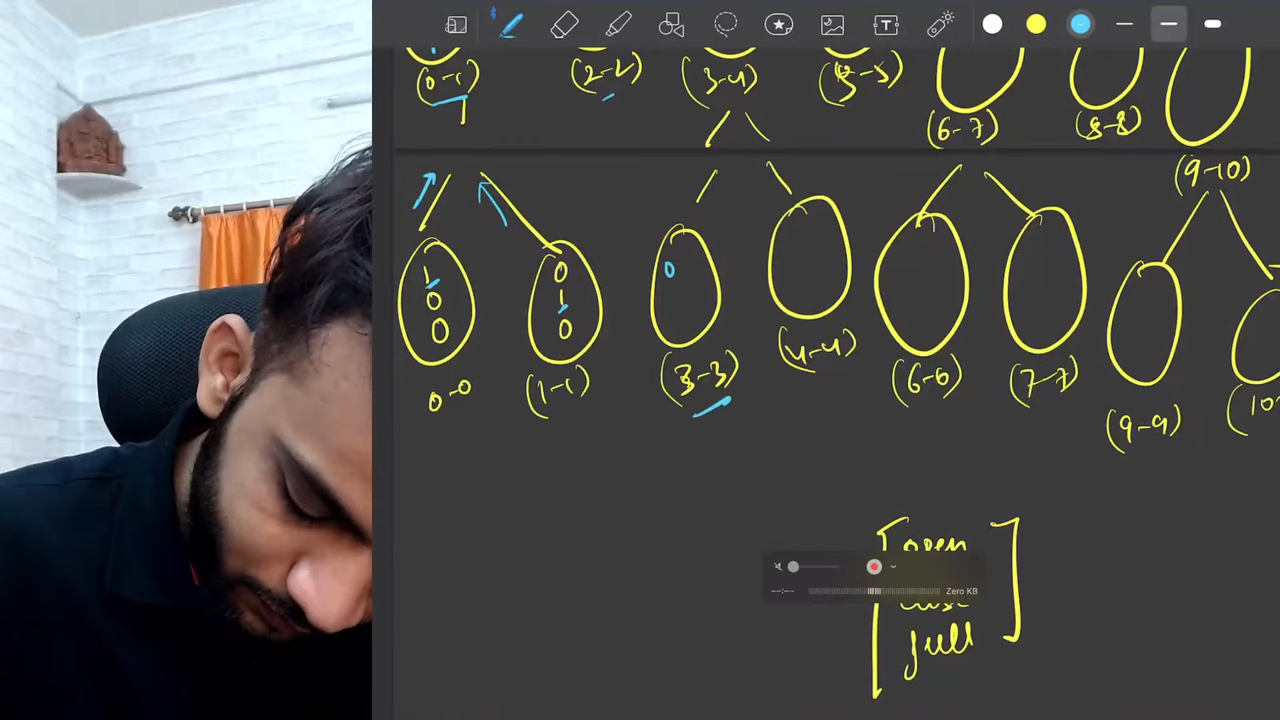 (0-1) (2-2) (3-4) (5-5)
(6-7) (8-8)
(9-10)
1 0 0
0 1
0 0
0-0 (1-1) (3-3) (4-4) (6-6) (7-7)
(9-9) (10-
open
close
full
--:-- Zero KB
T